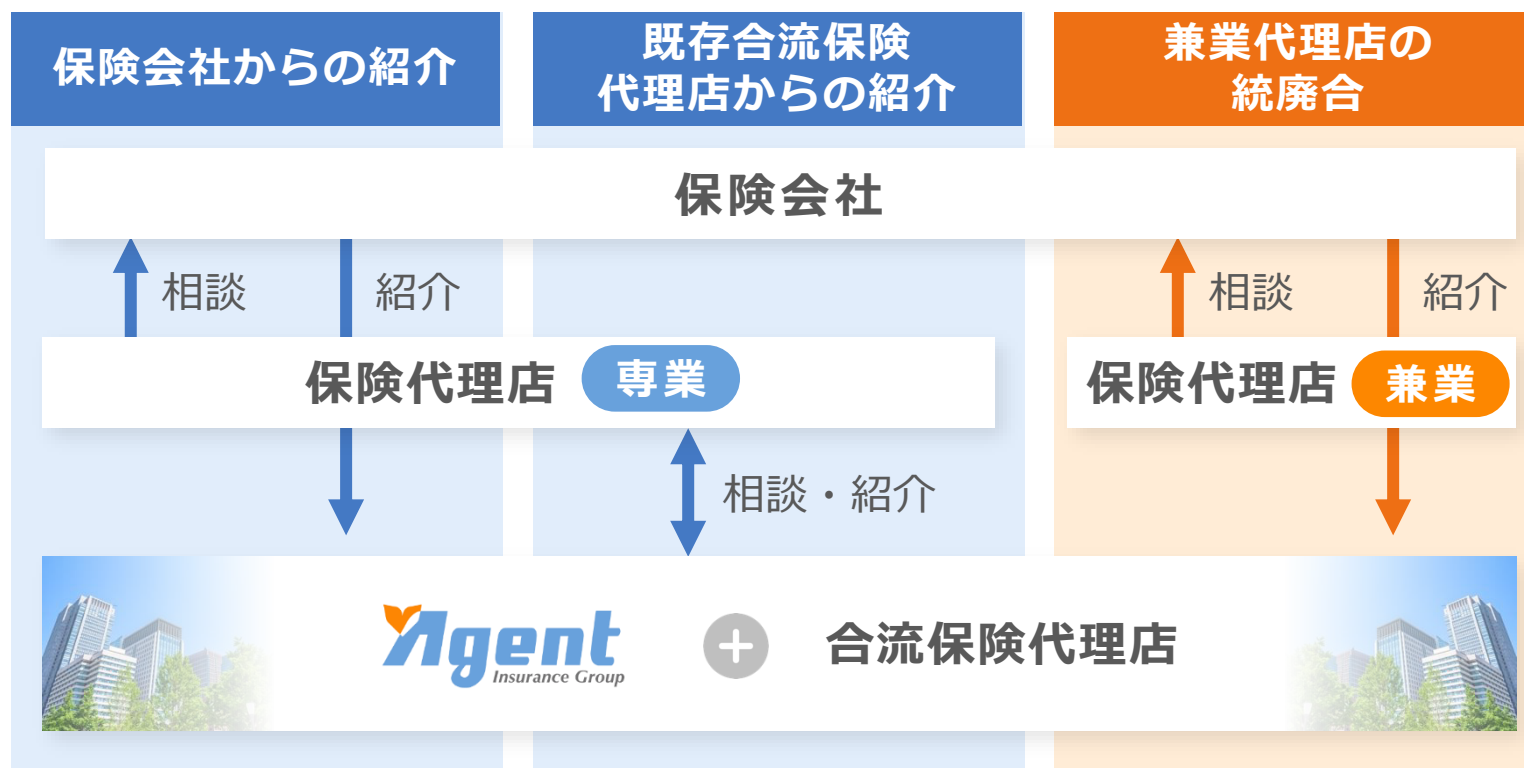 保険会社からの紹介
既存合流保険
代理店からの紹介
兼業代理店の
統廃合
保険会社
相談
紹介
相談
紹介
保険代理店
専業
保険代理店
兼業
相談・紹介
Agent
Insurance Group
+
合流保険代理店